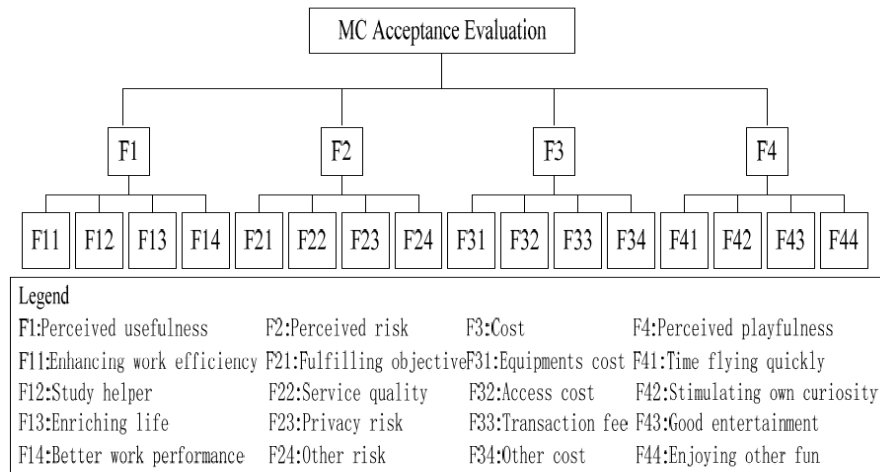 MC Acceptance Evaluation
F1 F2 F3 F4
F11 F12 F13 F14 F21 F22 F23 F24 F31 F32 F33 F34 F41 F42 F43 F44
Legend
F1:Perceived usefulness F2:Perceived risk F3:Cost F4:Perceived playfulness
F11:Enhancing work efficiency F21:Fulfilling objective F31:Equipments cost F41:Time flying quickly
F12:Study helper F22:Service quality F32:Access cost F42:Stimulating own curiosity
F13:Enriching life F23:Privacy risk F33:Transaction fee F43:Good entertainment
F14:Better work performance F24:Other risk F34:Other cost F44:Enjoying other fun